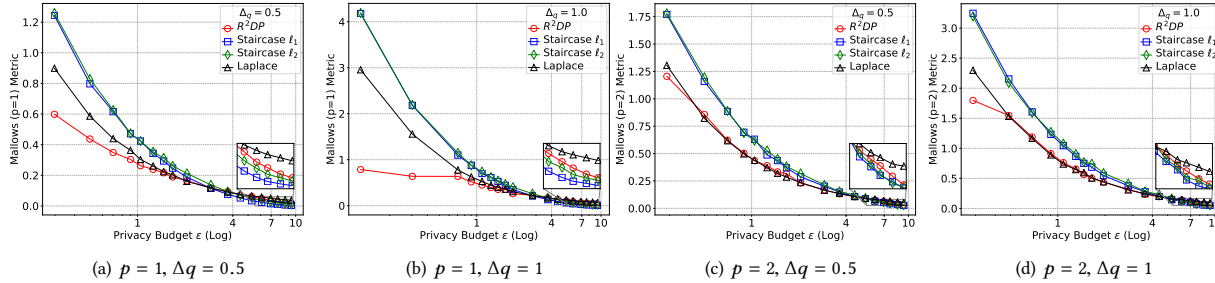 Mallows (p=1) Metric
1.2
1.0
0.8
0.6
0.4
0.2
0.0
Δq = 0.5
R²DP
Staircase ℓ₁
Staircase ℓ₂
Laplace
1 4 7 10
Privacy Budget ε (Log)
(a) p = 1, Δq = 0.5
Mallows (p=1) Metric
4
3
2
1
0
Δq = 1.0
R²DP
Staircase ℓ₁
Staircase ℓ₂
Laplace
1 4 7 10
Privacy Budget ε (Log)
(b) p = 1, Δq = 1
Mallows (p=2) Metric
1.75
1.50
1.25
1.00
0.75
0.50
0.25
0.00
Δq = 0.5
R²DP
Staircase ℓ₁
Staircase ℓ₂
Laplace
1 4 7 10
Privacy Budget ε (Log)
(c) p = 2, Δq = 0.5
Mallows (p=2) Metric
3.5
3.0
2.5
2.0
1.5
1.0
0.5
0.0
Δq = 1.0
R²DP
Staircase ℓ₁
Staircase ℓ₂
Laplace
1 4 7 1
Privacy Budget ε (Log)
(d) p = 2, Δq = 1